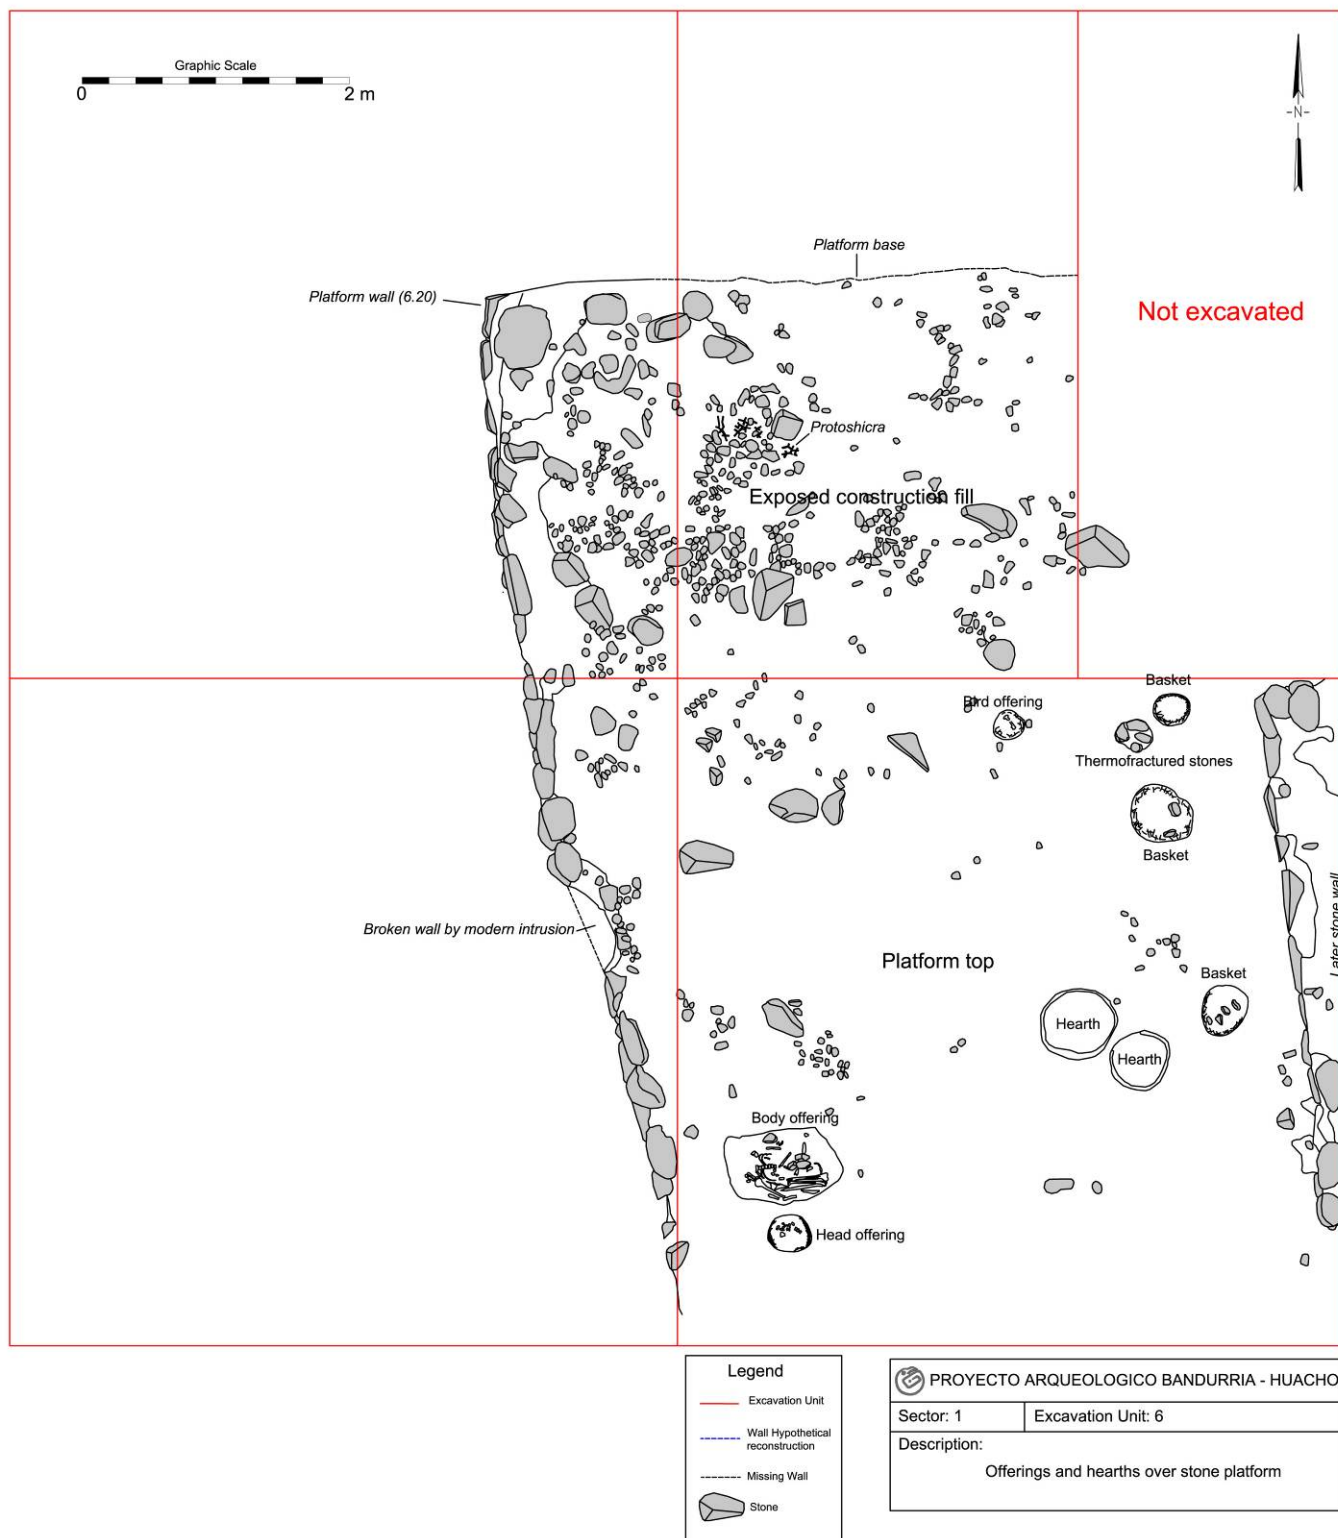 Graphic Scale
0
2 m
-N-
Platform base
Platform wall (6.20)
Not excavated
Protoshicra
Exposed construction fill
Basket
Bird offering
Thermofractured stones
Basket
Later stone wall
Broken wall by modern intrusion
Platform top
Basket
Hearth
Hearth
Body offering
Head offering
Legend
Excavation Unit
Wall Hypothetical
reconstruction
Missing Wall
Stone
PROYECTO ARQUEOLOGICO BANDURRIA - HUACHO
Sector: 1
Excavation Unit: 6
Description:
Offerings and hearths over stone platform